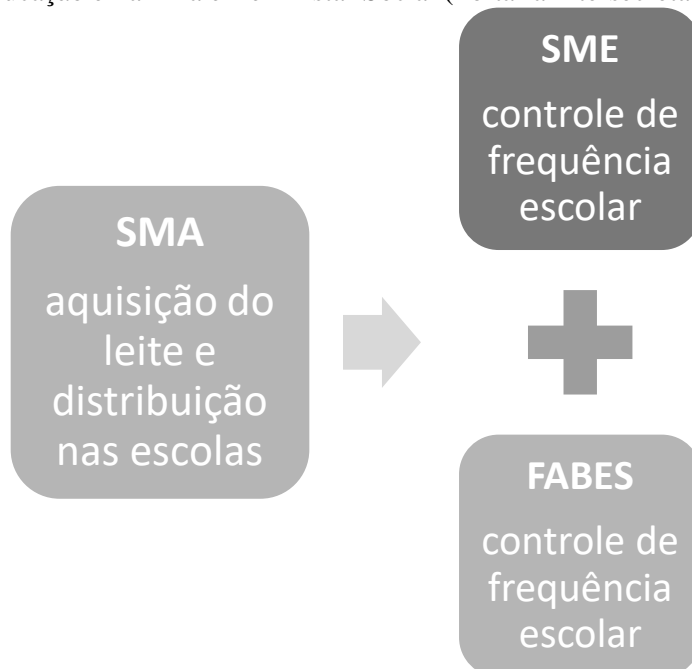 SMA
aquisição do
leite e
distribuição
nas escolas
SME
controle de
frequência
escolar
FABES
controle de
frequência
escolar